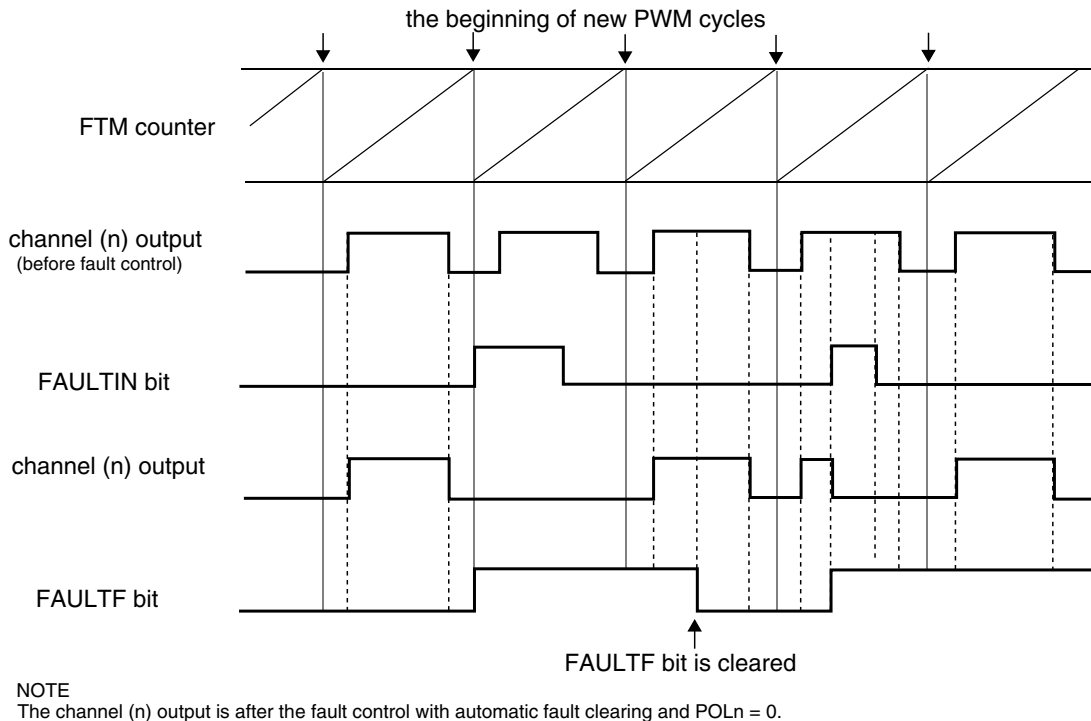 the beginning of new PWM cycles
FTM counter
channel (n) output
(before fault control)
FAULTIN bit
channel (n) output
FAULTF bit
FAULTF bit is cleared
NOTE
The channel (n) output is after the fault control with automatic fault clearing and POLn = 0.